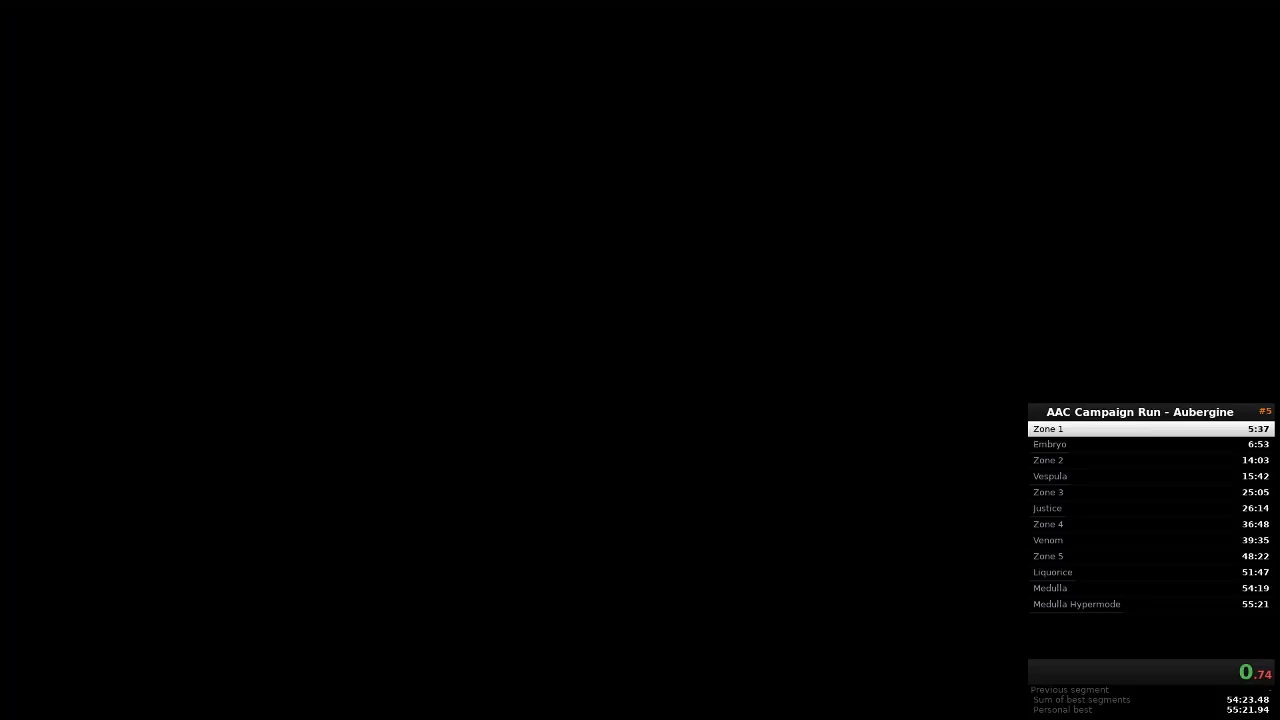 AAC Campaign Run - Aubergine #5
Zone 1 5:37
Embryo 6:53
Zone 2 14:03
Vespula 15:42
Zone 3 25:05
Justice 26:14
Zone 4 36:48
Venom 39:35
Zone 5 48:22
Liquorice 51:47
Medulla 54:19
Medulla Hypermode 55:21
0.74
Previous segment -
Sum of best segments 54:23.48
Personal best 55:21.94